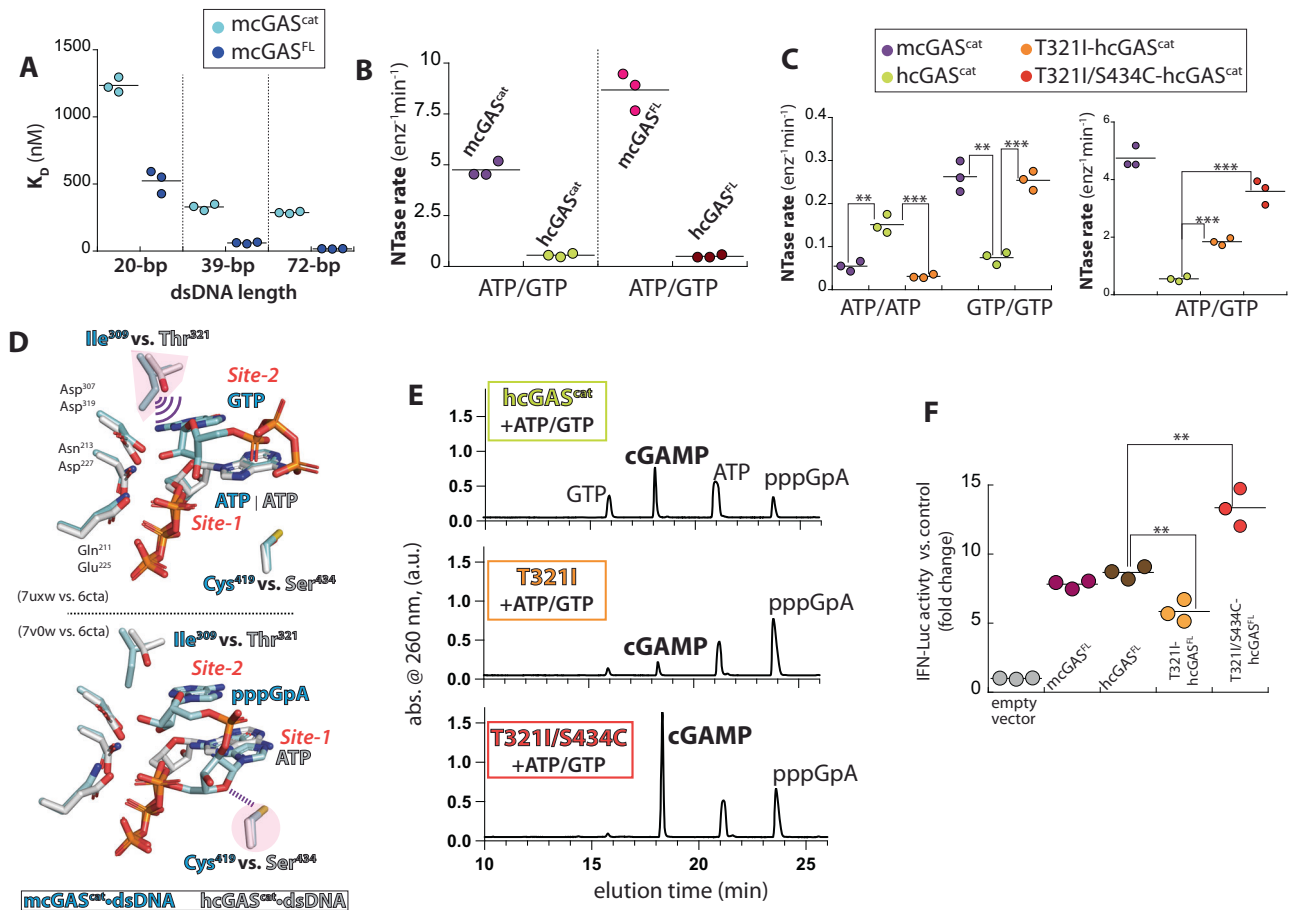 A
mcGAS^cat
mcGAS^FL
K_D (nM)
1500
1000
500
0
20-bp
39-bp
72-bp
dsDNA length
B
NTase rate (enz⁻¹min⁻¹)
10
7.5
5
2.5
0
mcGAS^cat
hcGAS^cat
mcGAS^FL
hcGAS^FL
ATP/GTP
ATP/GTP
C
mcGAS^cat
T321I-hcGAS^cat
hcGAS^cat
T321I/S434C-hcGAS^cat
NTase rate (enz⁻¹min⁻¹)
0.4
0.3
0.2
0.1
0
**
***
**
***
ATP/ATP
GTP/GTP
NTase rate (enz⁻¹min⁻¹)
6
4
2
0
***
***
ATP/GTP
D
Ile³⁰⁹ vs. Thr³²¹
Site-2
GTP
Asp³⁰⁷
Asp³¹⁹
Asn²¹³
Asp²²⁷
ATP | ATP
Site-1
Gln²¹¹
Glu²²⁵
Cys⁴¹⁹ vs. Ser⁴³⁴
(7uxw vs. 6cta)
(7v0w vs. 6cta)
Ile³⁰⁹ vs. Thr³²¹
Site-2
pppGpA
Site-1
ATP
Cys⁴¹⁹ vs. Ser⁴³⁴
mcGAS^cat•dsDNA
hcGAS^cat•dsDNA
E
abs. @ 260 nm, (a.u.)
hcGAS^cat
+ATP/GTP
1.5
1.0
0.5
0.0
GTP
cGAMP
ATP
pppGpA
T321I
+ATP/GTP
1.5
1.0
0.5
0.0
cGAMP
pppGpA
T321I/S434C
+ATP/GTP
1.5
1.0
0.5
0.0
cGAMP
pppGpA
10
15
20
25
elution time (min)
F
IFN-Luc activty vs. control
(fold change)
15
10
5
0
**
**
empty
vector
mcGAS^FL
hcGAS^FL
T321I-
hcGAS^FL
T321I/S434C-
hcGAS^FL